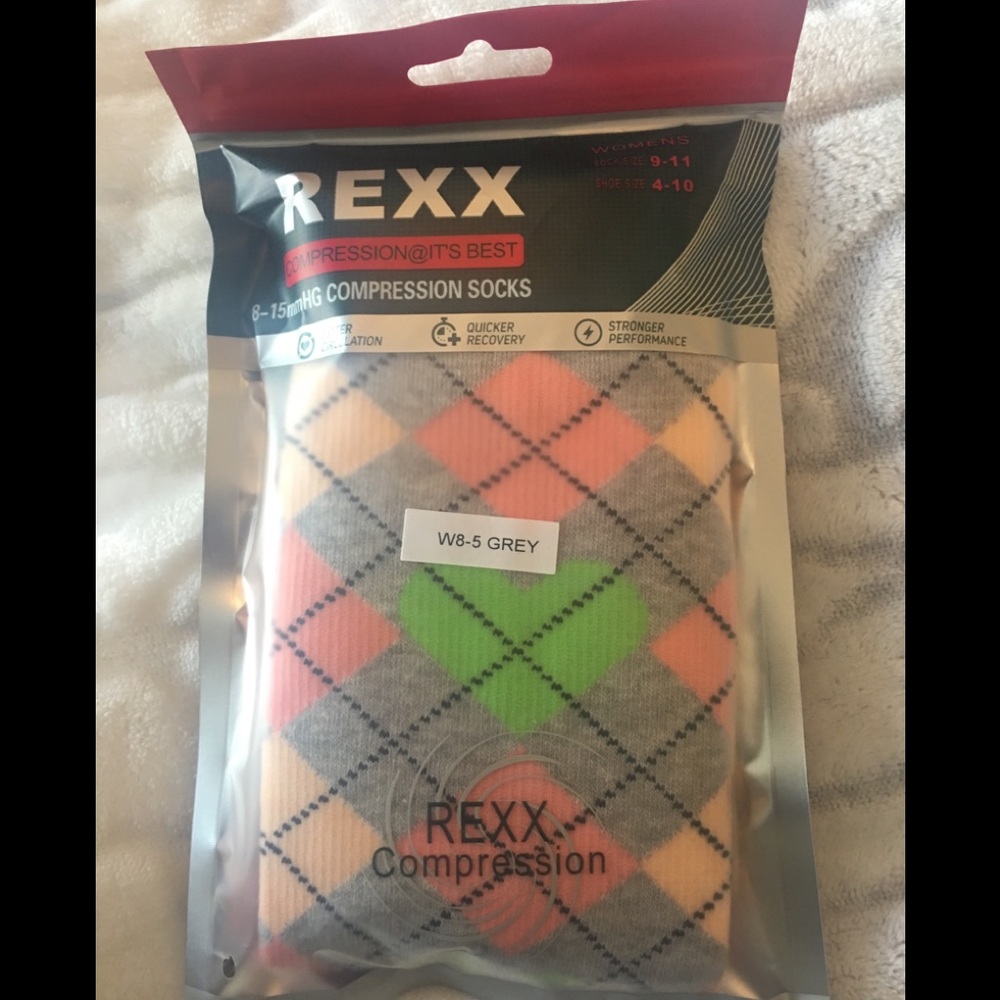 WOMENS
SOCK SIZE 9-11
SHOE SIZE 4-10
REXX
COMPRESSION@IT'S BEST
8-15mmHG COMPRESSION SOCKS
CIRCULATION
QUICKER
RECOVERY
STRONGER
PERFORMANCE
W8-5 GREY
REXX
Compression